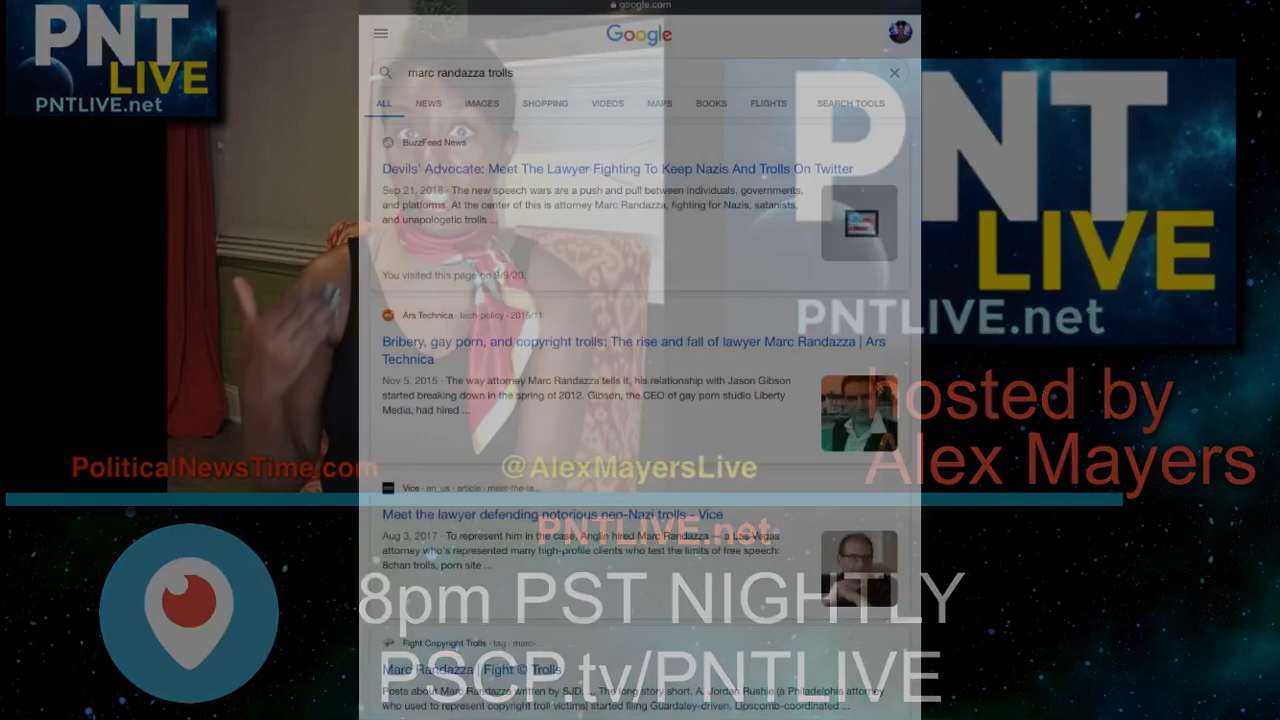 google.com
PNT
LIVE
PNTLIVE.net
Google
marc randazza trolls
ALL NEWS IMAGES SHOPPING VIDEOS MAPS BOOKS FLIGHTS SEARCH TOOLS
BuzzFeed News
Devils' Advocate: Meet The Lawyer Fighting To Keep Nazis And Trolls On Twitter
Sep 21, 2018 · The new speech wars are a push and pull between individuals, governments,
and platforms. At the center of this is attorney Marc Randazza, fighting for Nazis, satanists,
and unapologetic trolls ...
You visited this page on 9/9/20.
PNT
LIVE
PNTLIVE.net
Ars Technica · tech-policy · 2015/11
Bribery, gay porn, and copyright trolls: The rise and fall of lawyer Marc Randazza | Ars
Technica
Nov 5, 2015 · The way attorney Marc Randazza tells it, his relationship with Jason Gibson
started breaking down in the spring of 2012. Gibson, the CEO of gay porn studio Liberty
Media, had hired ...
hosted by
Alex Mayers
PoliticalNewsTime.com
@AlexMayersLive
Vice · en_us · article · meet-the-la...
Meet the lawyer defending notorious neo-Nazi trolls - Vice
PNTLIVE.net
Aug 3, 2017 · To represent him in the case, Anglin hired Marc Randazza — a Las Vegas
attorney who's represented many high-profile clients who test the limits of free speech:
8chan trolls, porn site ...
8pm PST NIGHTLY
Fight Copyright Trolls · tag · marc-...
Marc Randazza | Fight © Trolls
PSCP.tv/PNTLIVE
Posts about Marc Randazza written by SJD. ... The long story short. A. Jordan Rushie (a Philadelphia attorney
who used to represent copyright troll victims) started filing Guardaley-driven, Lipscomb-coordinated ...